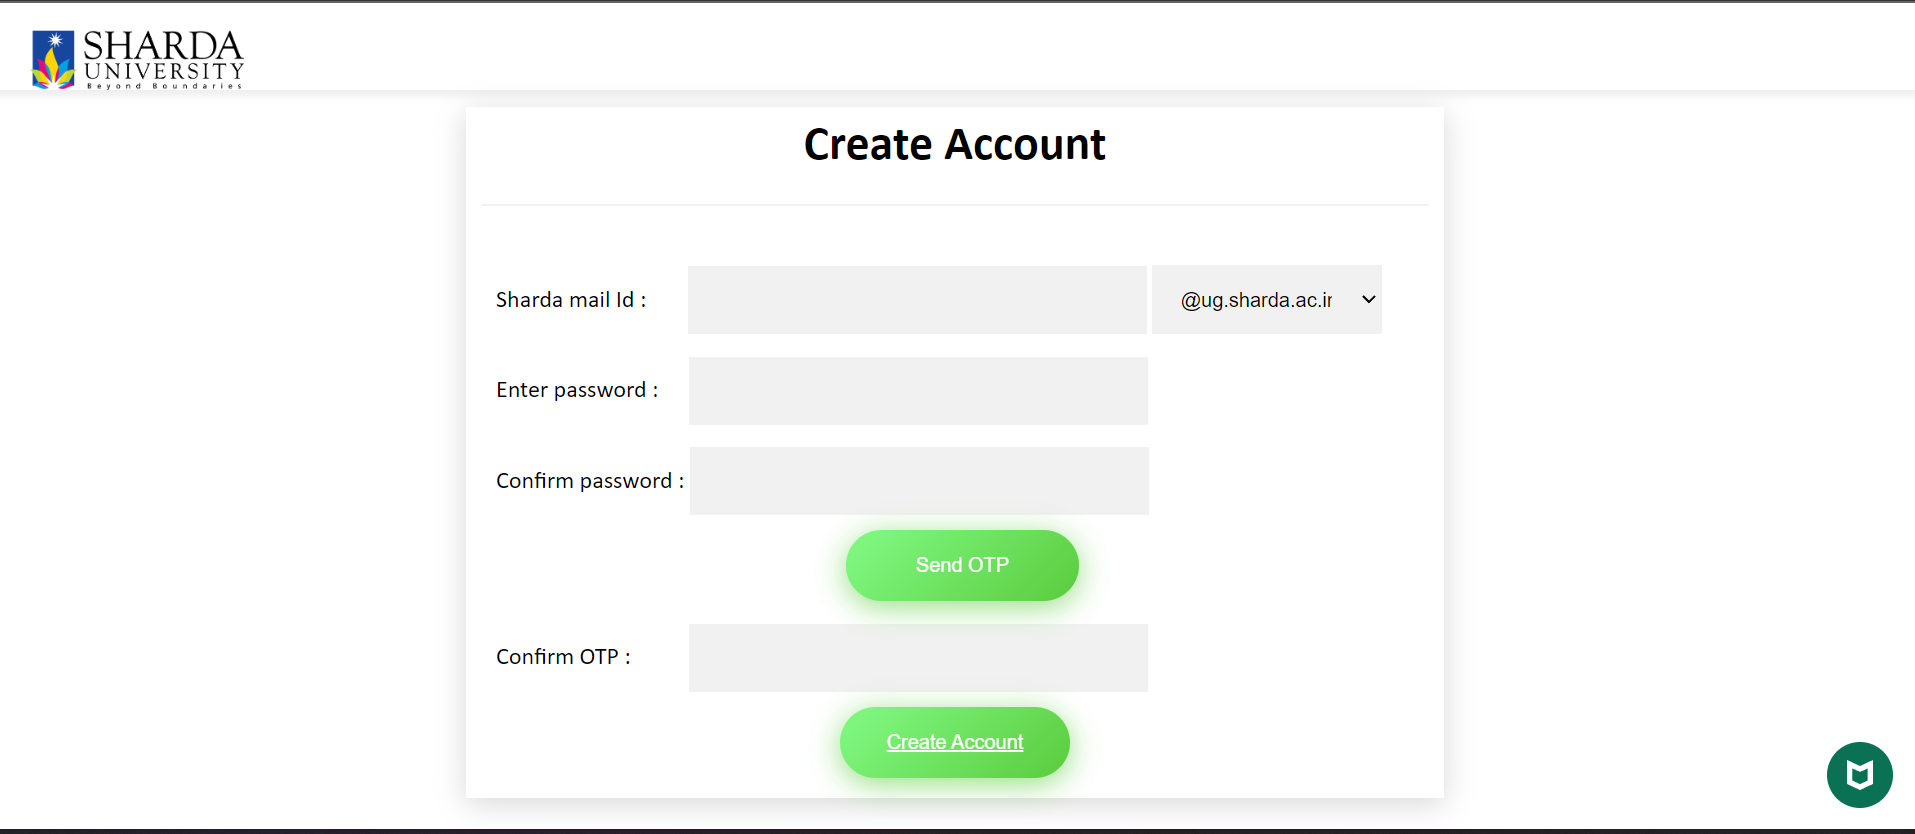 SHARDA
UNIVERSITY
Beyond Boundaries
Create Account
Sharda mail Id :
@ug.sharda.ac.ir
Enter password :
Confirm password :
Send OTP
Confirm OTP :
Create Account